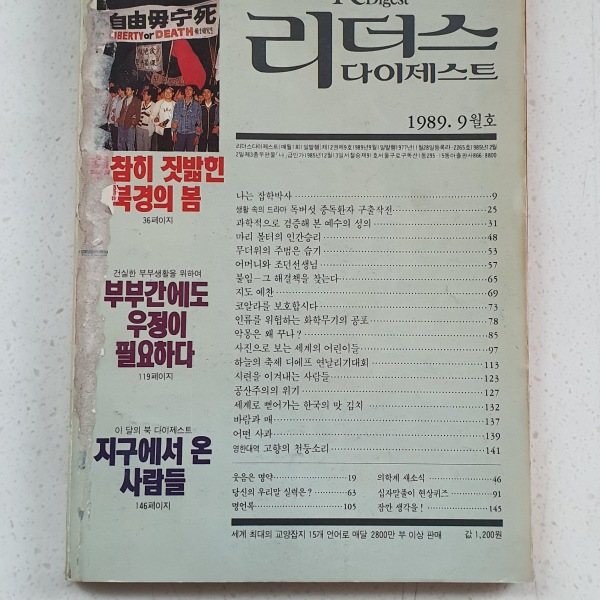 Digest
리더스
다이제스트
1989. 9월호
自由毋宁死
LIBERTY or DEATH
참히 짓밟힌
북경의 봄
36페이지
건실한 부부생활을 위하여
부부간에도
우정이
필요하다
119페이지
이 달의 북 다이제스트
지구에서 온
사람들
146페이지
나는 잡학박사 9
생활 속의 드라마 독버섯 중독환자 구출작전 25
과학적으로 검증해 본 예수의 성의 31
마리 볼터의 인간승리 48
무더위의 주범은 습기 53
어머니와 조던선생님 57
불임―그 해결책을 찾는다 65
지도 예찬 69
코알라를 보호합시다 73
인류를 위협하는 화학무기의 공포 78
악몽은 왜 꾸나? 85
사진으로 보는 세계의 어린이들 97
하늘의 축제 디에프 연날리기대회 113
시련을 이겨내는 사람들 123
공산주의의 위기 127
세계로 뻗어가는 한국의 맛 김치 132
바람과 매 137
어떤 사과 139
영한대역 고향의 천둥소리 141
웃음은 명약 19
당신의 우리말 실력은? 63
명언록 105
의학계 새소식 46
십자말풀이 현상퀴즈 91
잠깐 생각을! 145
세계 최대의 교양잡지 15개 언어로 매달 2800만 부 이상 판매 값 1,200원